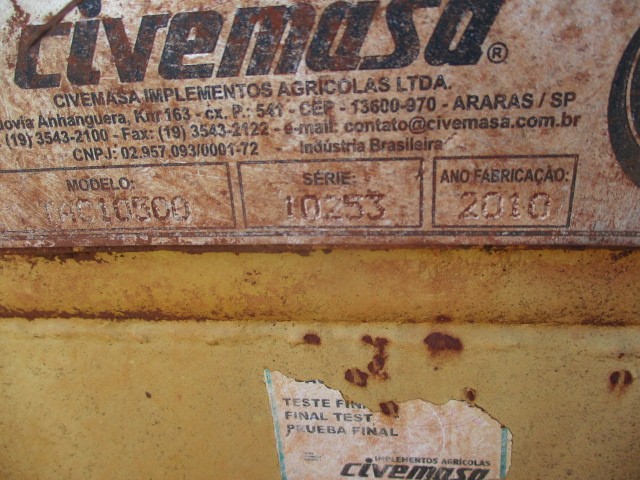 civemasa®
CIVEMASA IMPLEMENTOS AGRÍCOLAS LTDA.
Anhanguera, Km 163 - cx. P.: 541 - CEP - 13600-970 - ARARAS / SP
(19) 3543-2100 - Fax: (19) 3543-2122 - e-mail: contato@civemasa.com.br
CNPJ: 02.957.093/0001-72 Indústria Brasileira
MODELO: SÉRIE: ANO FABRICAÇÃO:
10253 2010
TESTE
FINAL TEST
PRUEBA FINAL
IMPLEMENTOS AGRÍCOLAS
civemasa